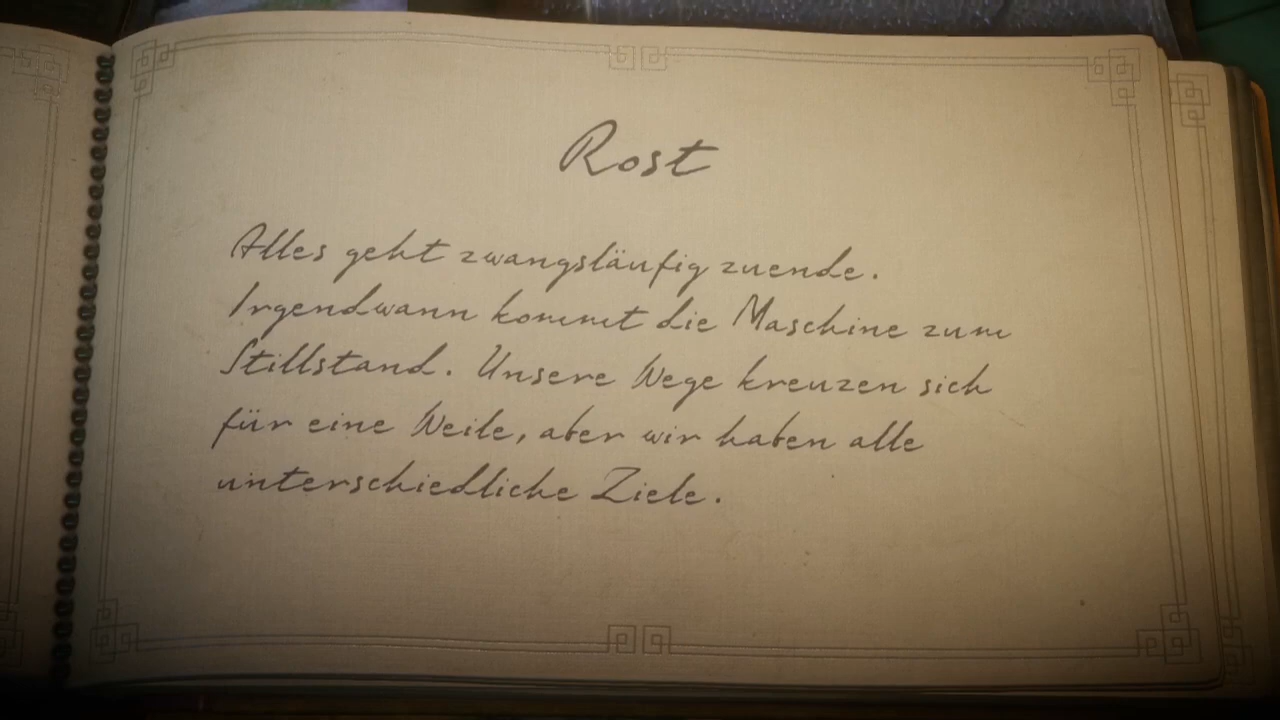 Rost
Alles geht zwangsläufig zuende.
Irgendwann kommt die Maschine zum
Stillstand. Unsere Wege kreuzen sich
für eine Weile, aber wir haben alle
unterschiedliche Ziele.